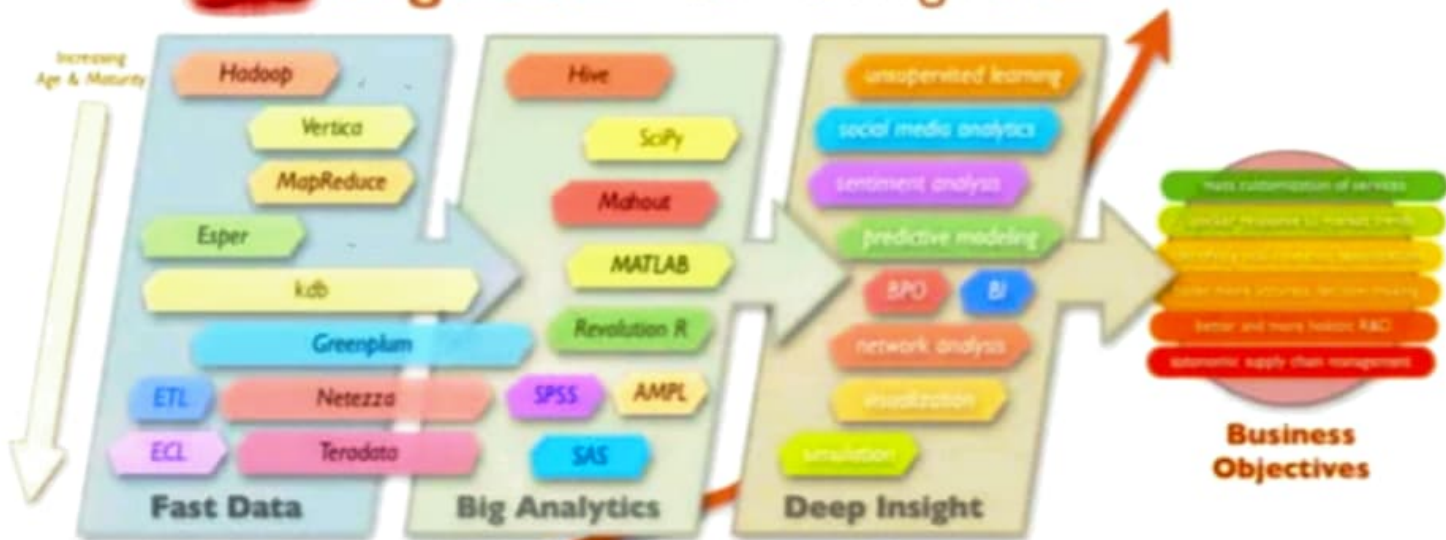 Increasing
Age & Maturity
Hadoop
Vertica
MapReduce
Esper
kdb
Greenplum
ETL
Netezza
ECL
Teradata
Fast Data
Hive
SciPy
Mahout
MATLAB
Revolution R
SPSS
AMPL
SAS
Big Analytics
unsupervised learning
social media analytics
sentiment analysis
predictive modeling
BPO
BI
network analysis
visualization
simulation
Deep Insight
mass customization of services
better and more holistic R&D
autonomic supply chain management
Business
Objectives